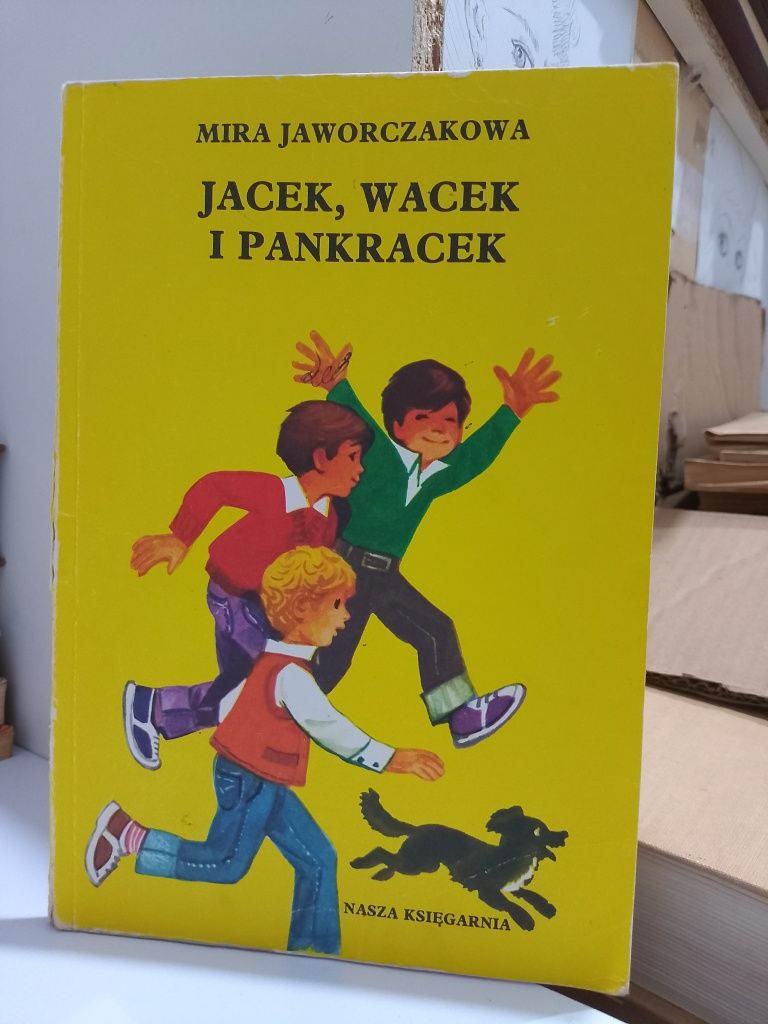 MIRA JAWORCZAKOWA
JACEK, WACEK
I PANKRACEK
NASZA KSIĘGARNIA